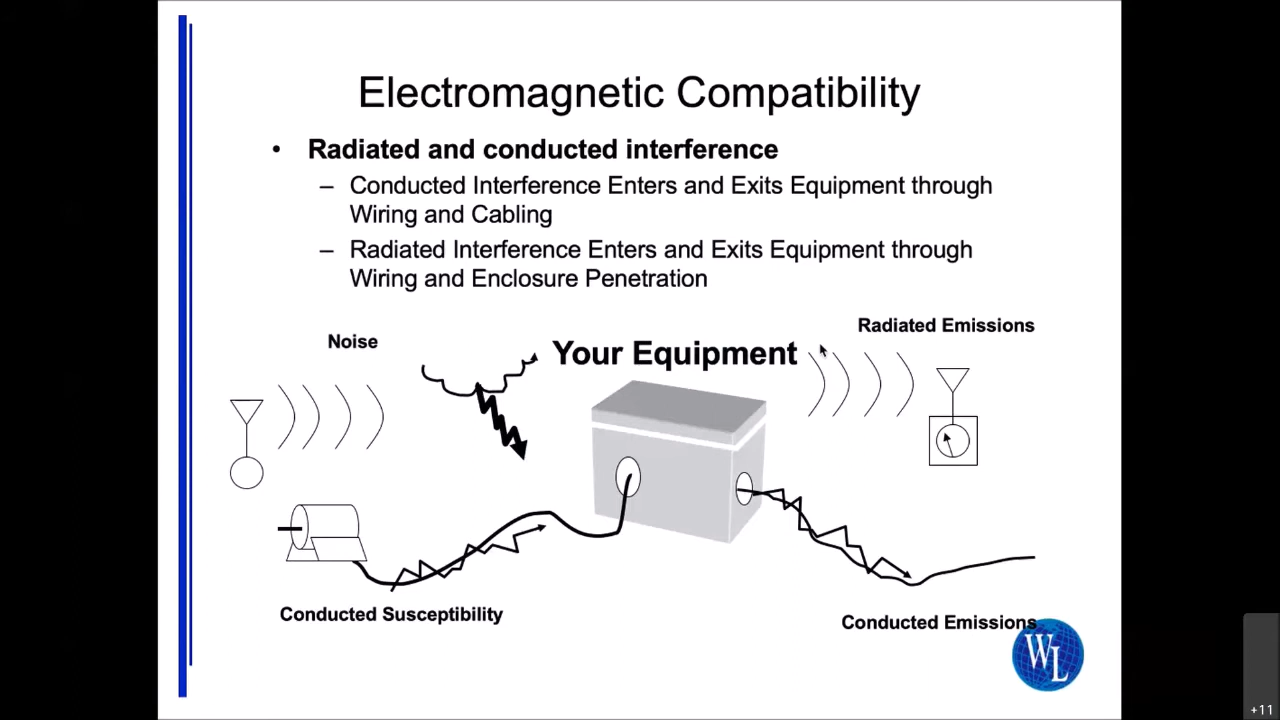 Electromagnetic Compatibility
• Radiated and conducted interference
– Conducted Interference Enters and Exits Equipment through
Wiring and Cabling
– Radiated Interference Enters and Exits Equipment through
Wiring and Enclosure Penetration
Radiated Emissions
Noise
Your Equipment
Conducted Susceptibility
Conducted Emissions
WL
+11